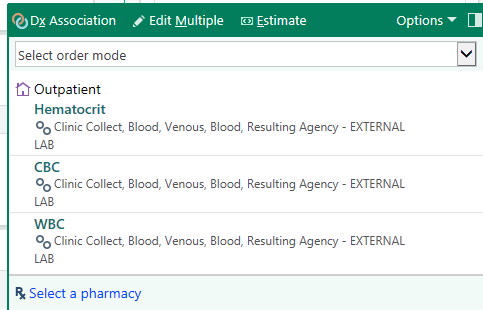 Dx Association Edit Multiple Estimate Options
Select order mode
Outpatient
Hematocrit
Clinic Collect, Blood, Venous, Blood, Resulting Agency - EXTERNAL
LAB
CBC
Clinic Collect, Blood, Venous, Blood, Resulting Agency - EXTERNAL
LAB
WBC
Clinic Collect, Blood, Venous, Blood, Resulting Agency - EXTERNAL
LAB
Rx Select a pharmacy